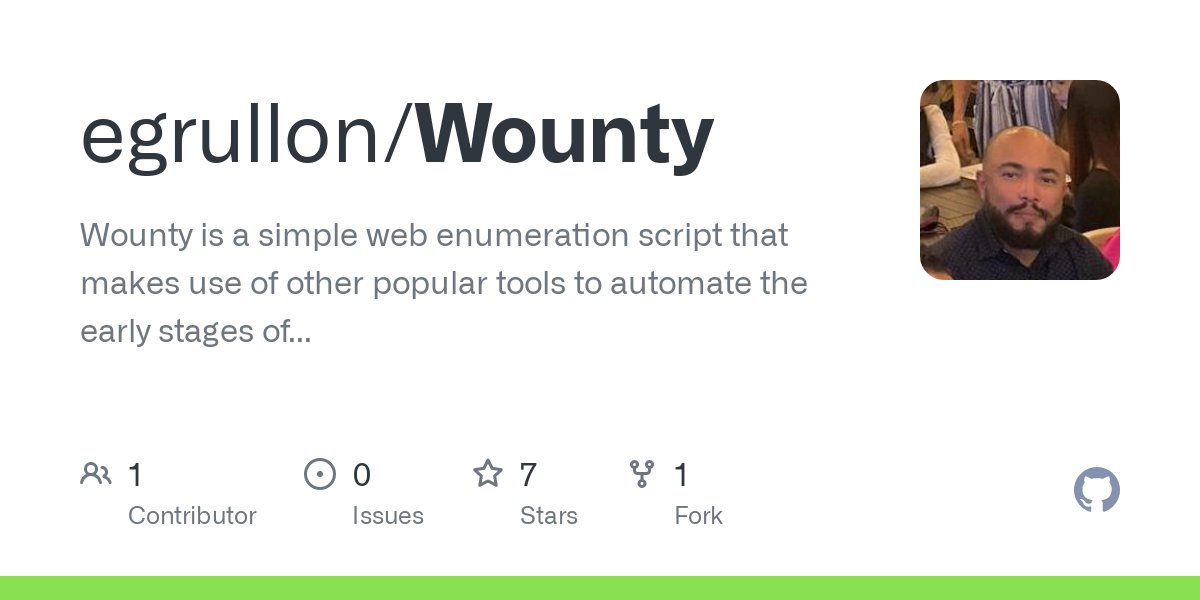 egrullon/Wounty
Wounty is a simple web enumeration script that
makes use of other popular tools to automate the
early stages of...
1
Contributor
0
Issues
7
Stars
1
Fork